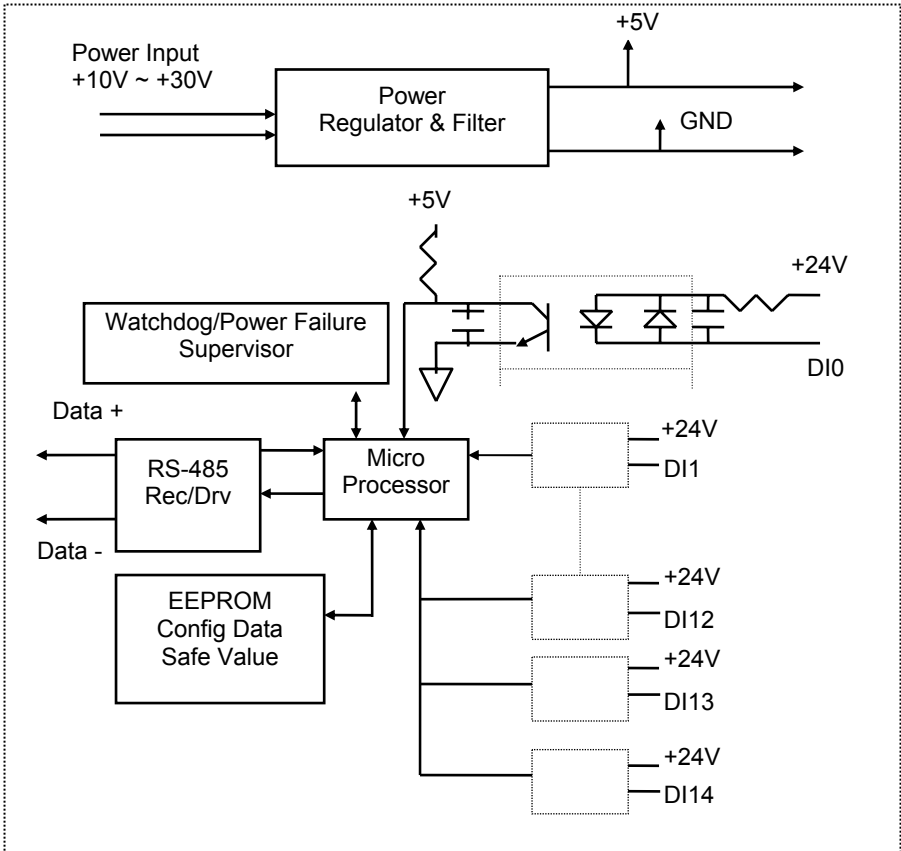 +5V
Power Input
+10V ~ +30V
Power
Regulator & Filter
GND
+5V
+24V
Watchdog/Power Failure
Supervisor
DI0
Data +
+24V
Micro
Processor
RS-485
Rec/Drv
DI1
Data -
+24V
EEPROM
Config Data
Safe Value
DI12
+24V
DI13
+24V
DI14